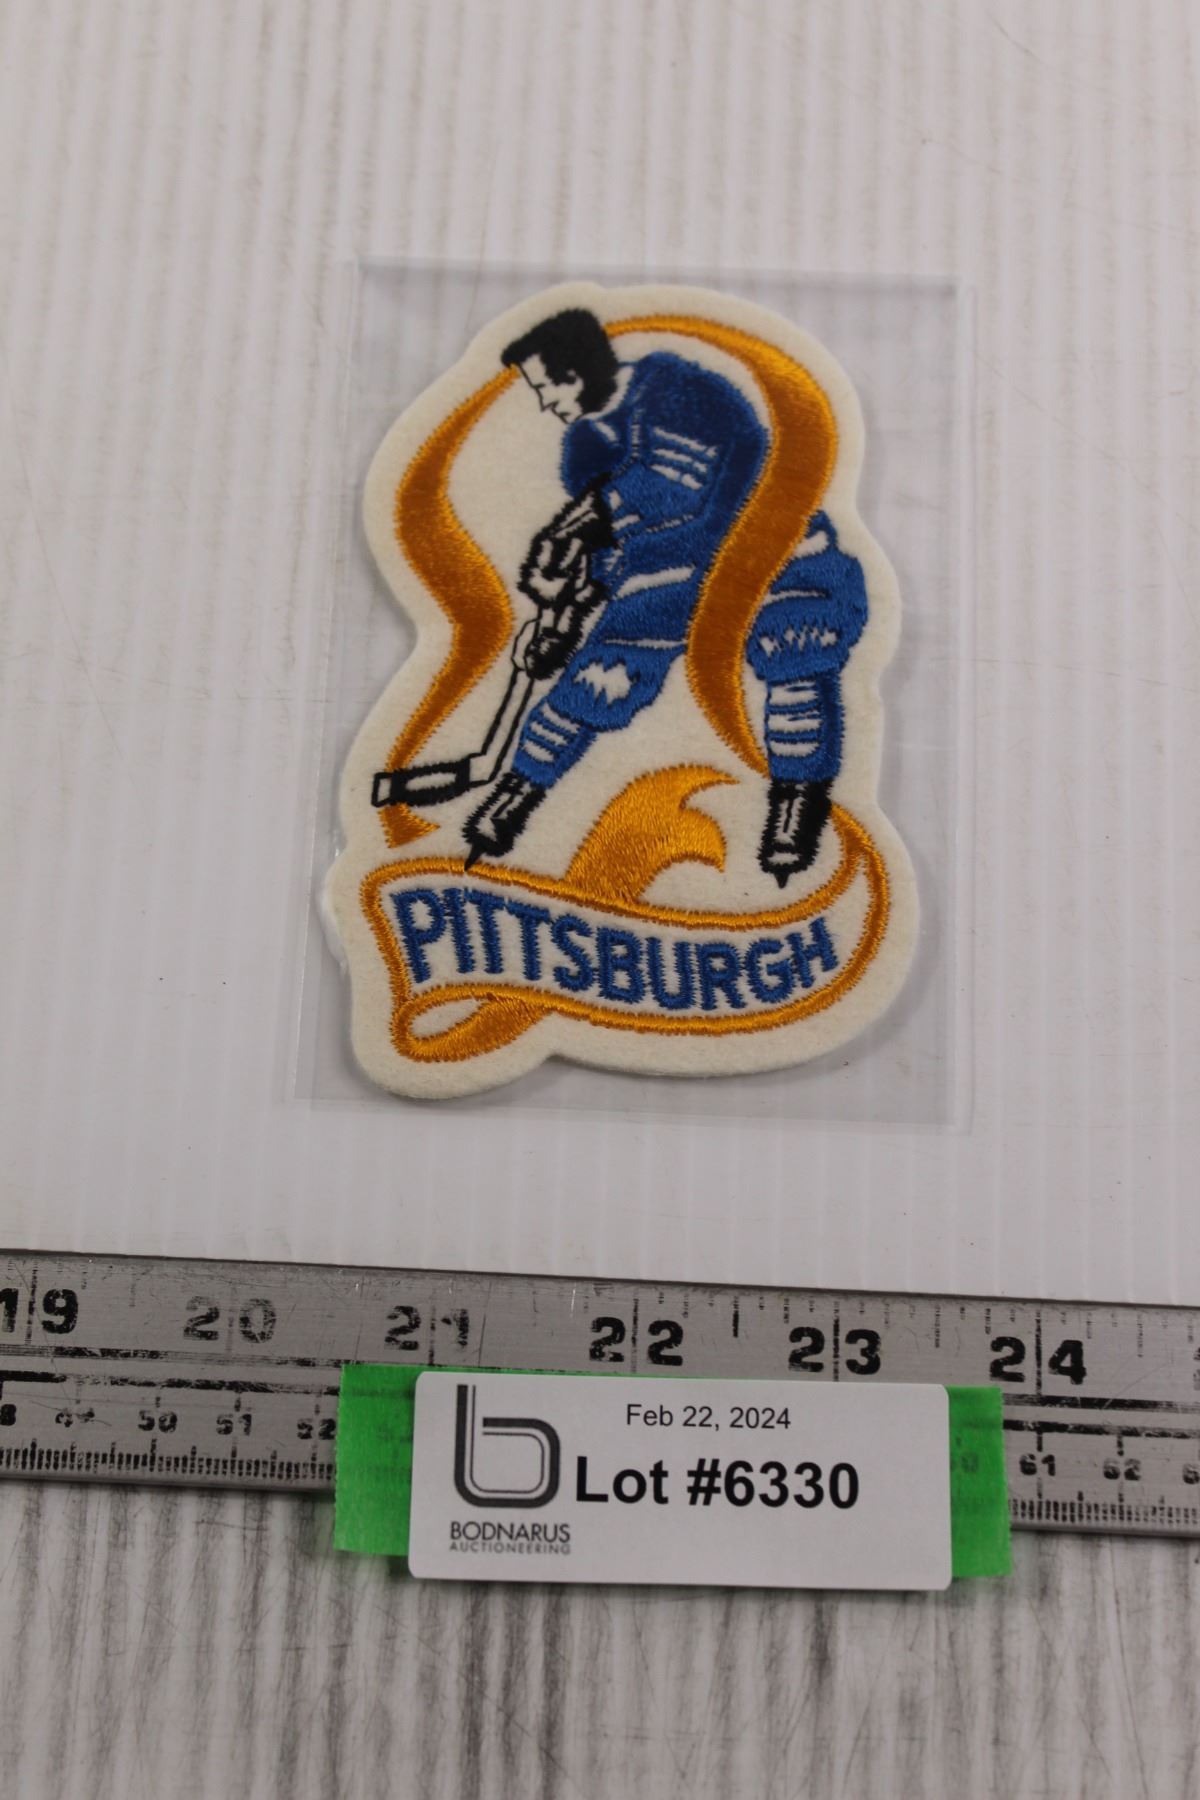 PITTSBURGH
19 20 21 22 23 24
50 51 52 61 62
Feb 22, 2024
Lot #6330
BODNARUS
AUCTIONEERING